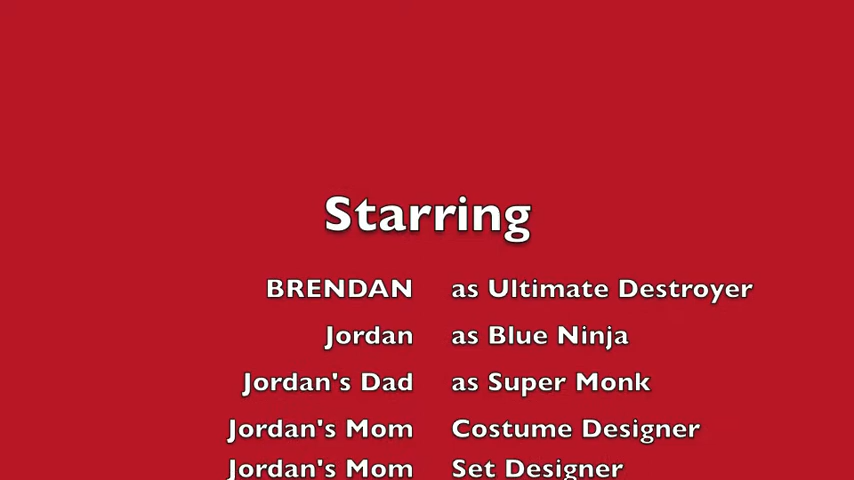 Starring
BRENDAN as Ultimate Destroyer
Jordan as Blue Ninja
Jordan's Dad as Super Monk
Jordan's Mom Costume Designer
Jordan's Mom Set Designer